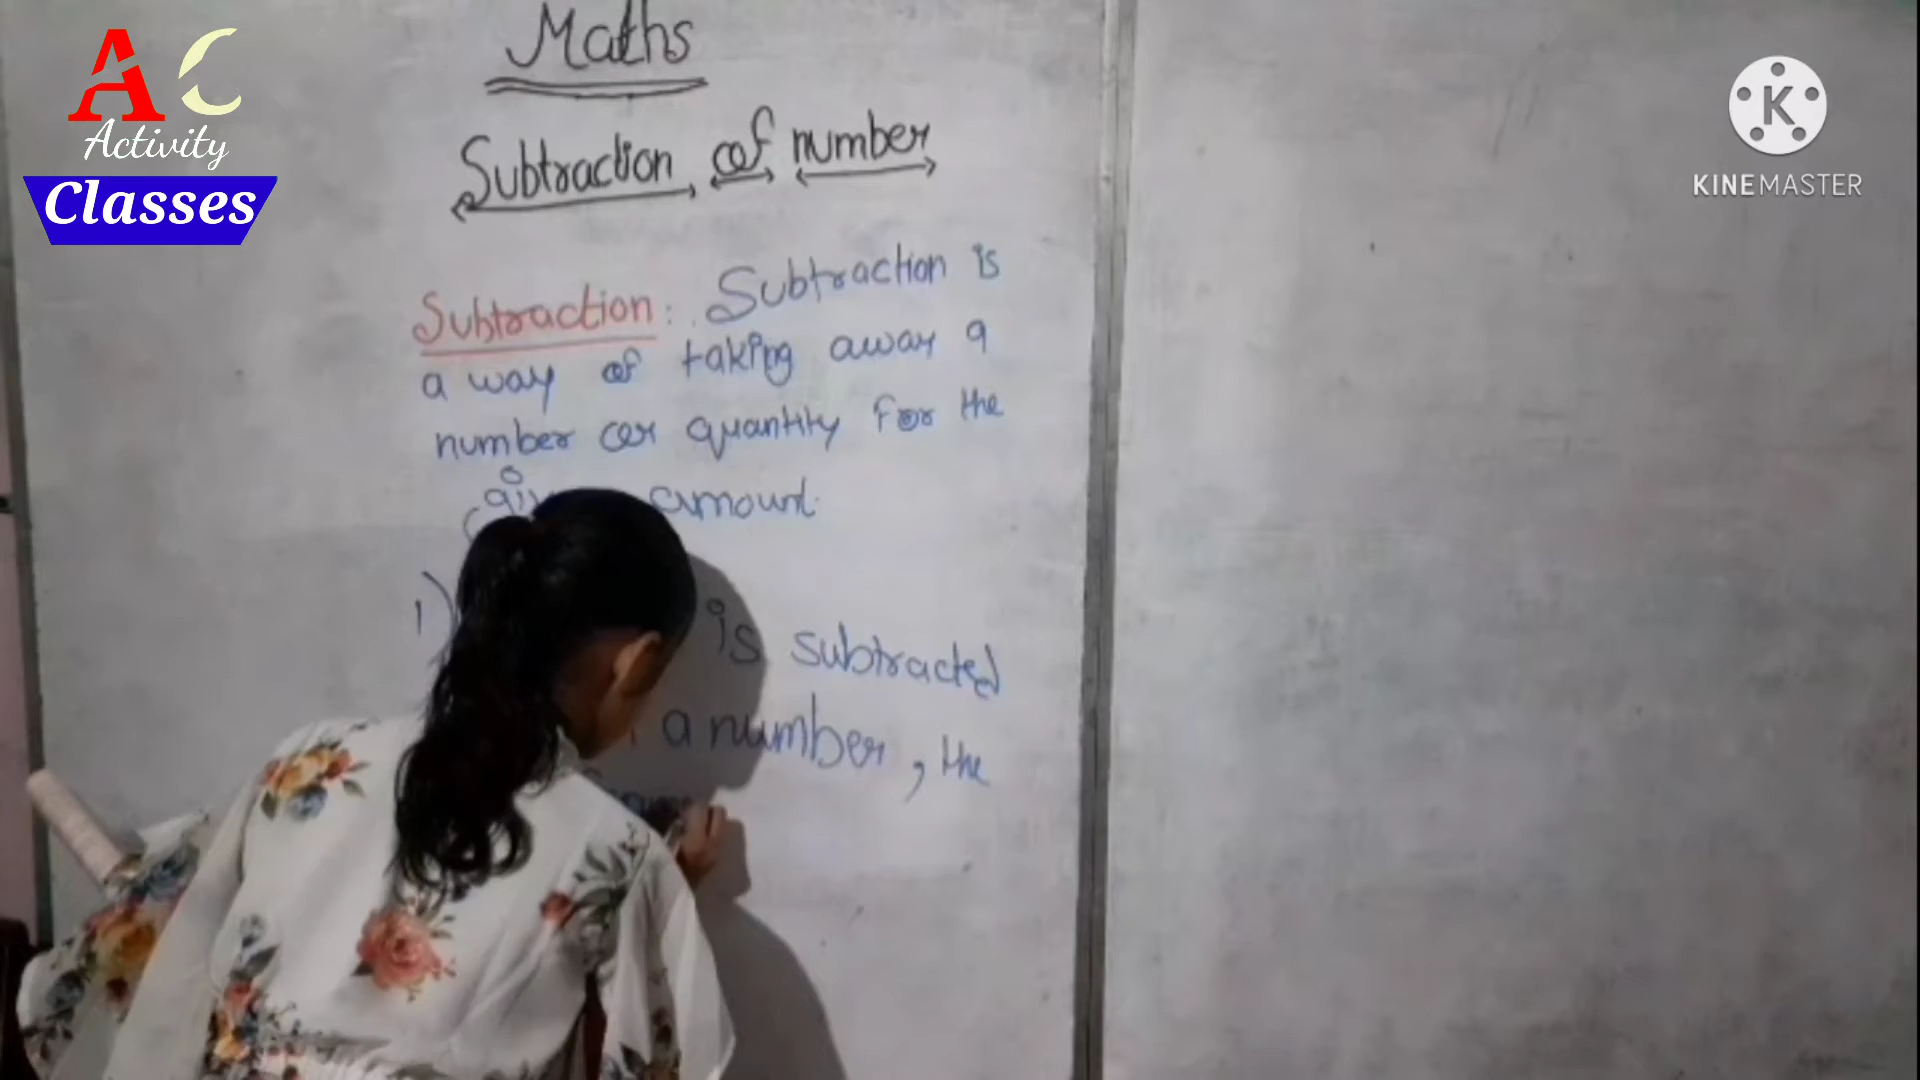 AC
Activity
Classes
K
KINEMASTER
Maths
Subtraction of number
Subtraction : Subtraction is
a way of taking away a
number or quantity for the
amount.
1) is subtracted
a number, the